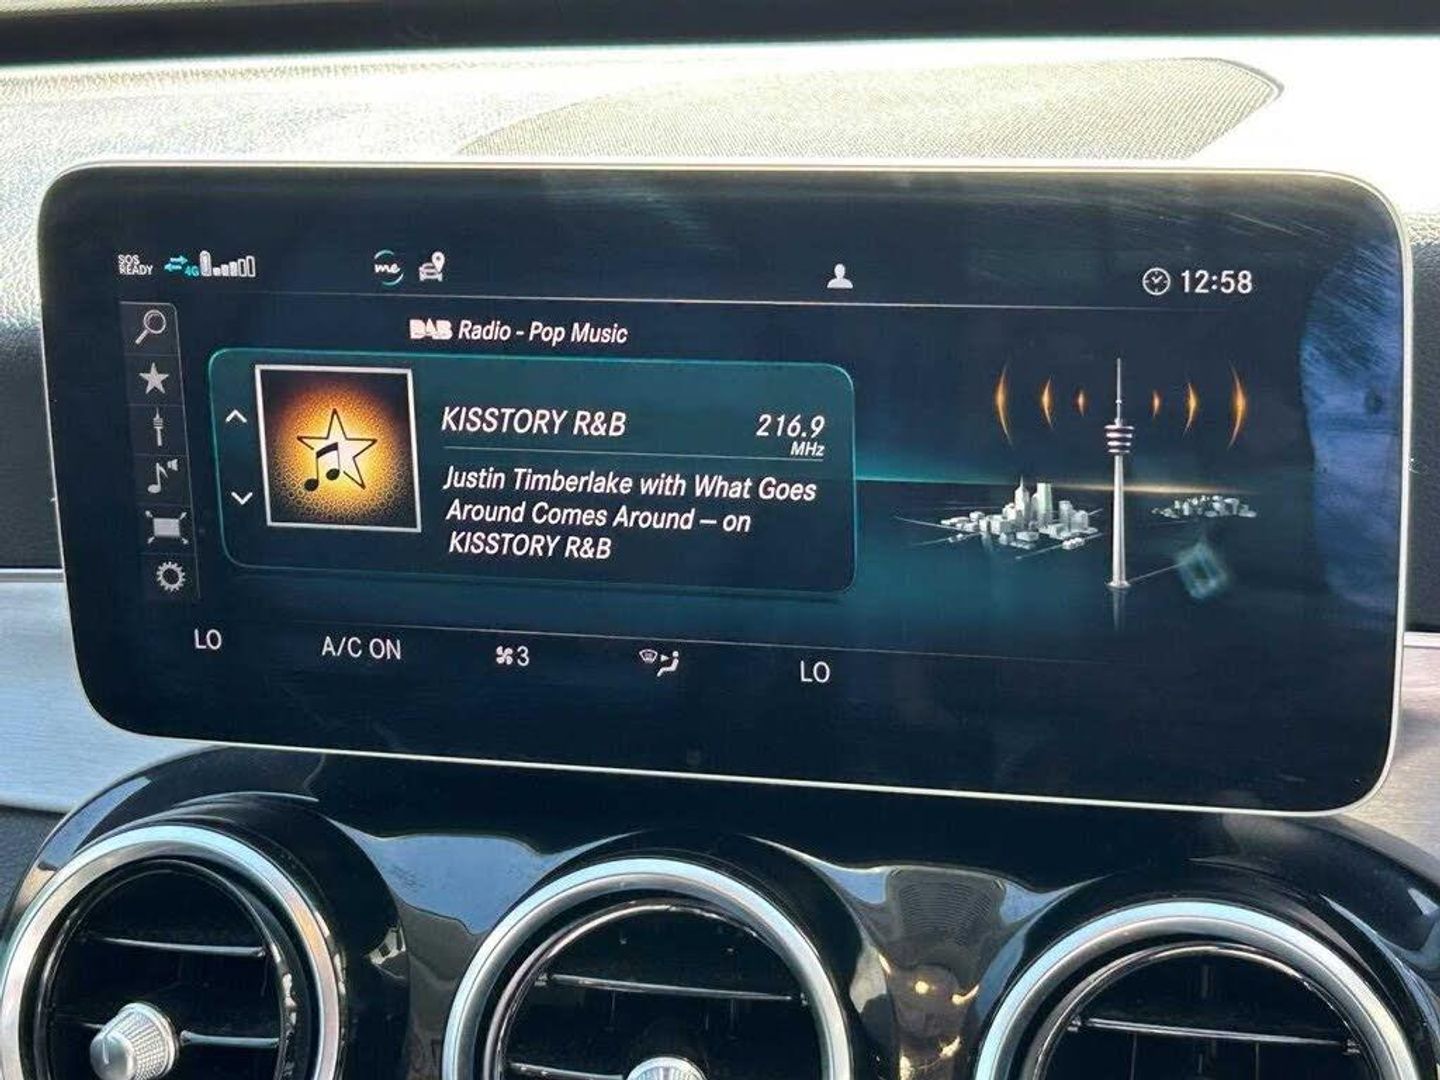 SOS
READY
4G
me
12:58
DAB Radio - Pop Music
KISSTORY R&B
216.9
MHz
Justin Timberlake with What Goes
Around Comes Around – on
KISSTORY R&B
LO
A/C ON
3
LO